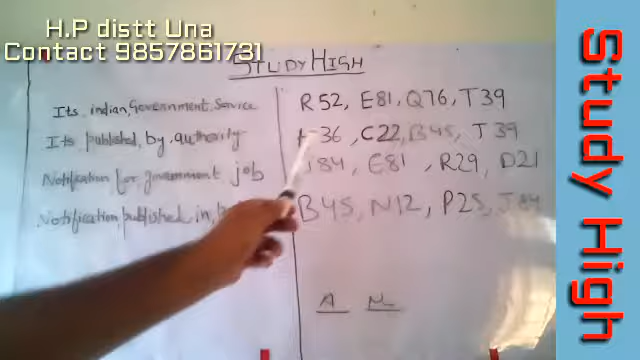 H.P distt Una
Contact 9857861731
STUDY HIGH
Its, indian, Government, Service
R52, E81, Q76, T39
Its published, by, authority
36, C22, B45, T39
Notification for government job
84, E81, R29, D21
Notification, published in,
B45, N12, P25, J84
A
Study High